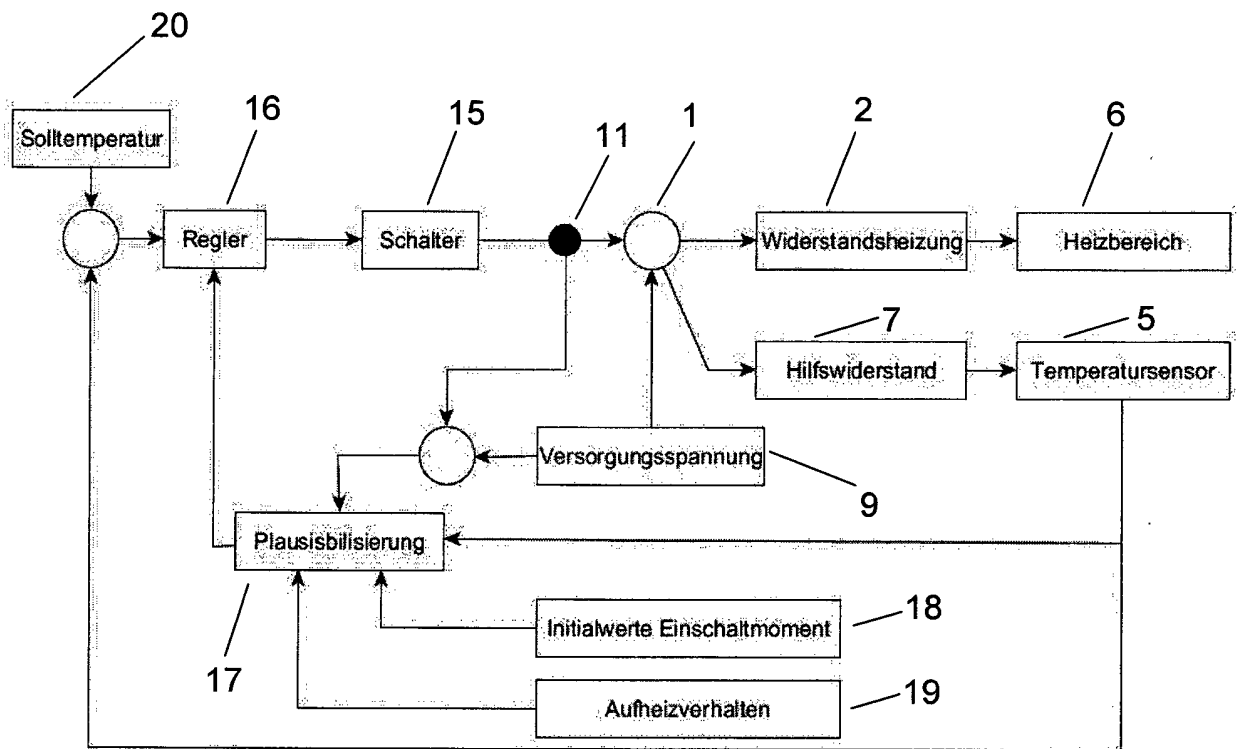 20
Solltemperatur
16
15
11
1
2
6
Regler
Schalter
Widerstandsheizung
Heizbereich
7
5
Hilfswiderstand
Temperatursensor
Versorgungsspannung
9
Plausisbilisierung
17
Initialwerte Einschaltmoment
18
Aufheizverhalten
19